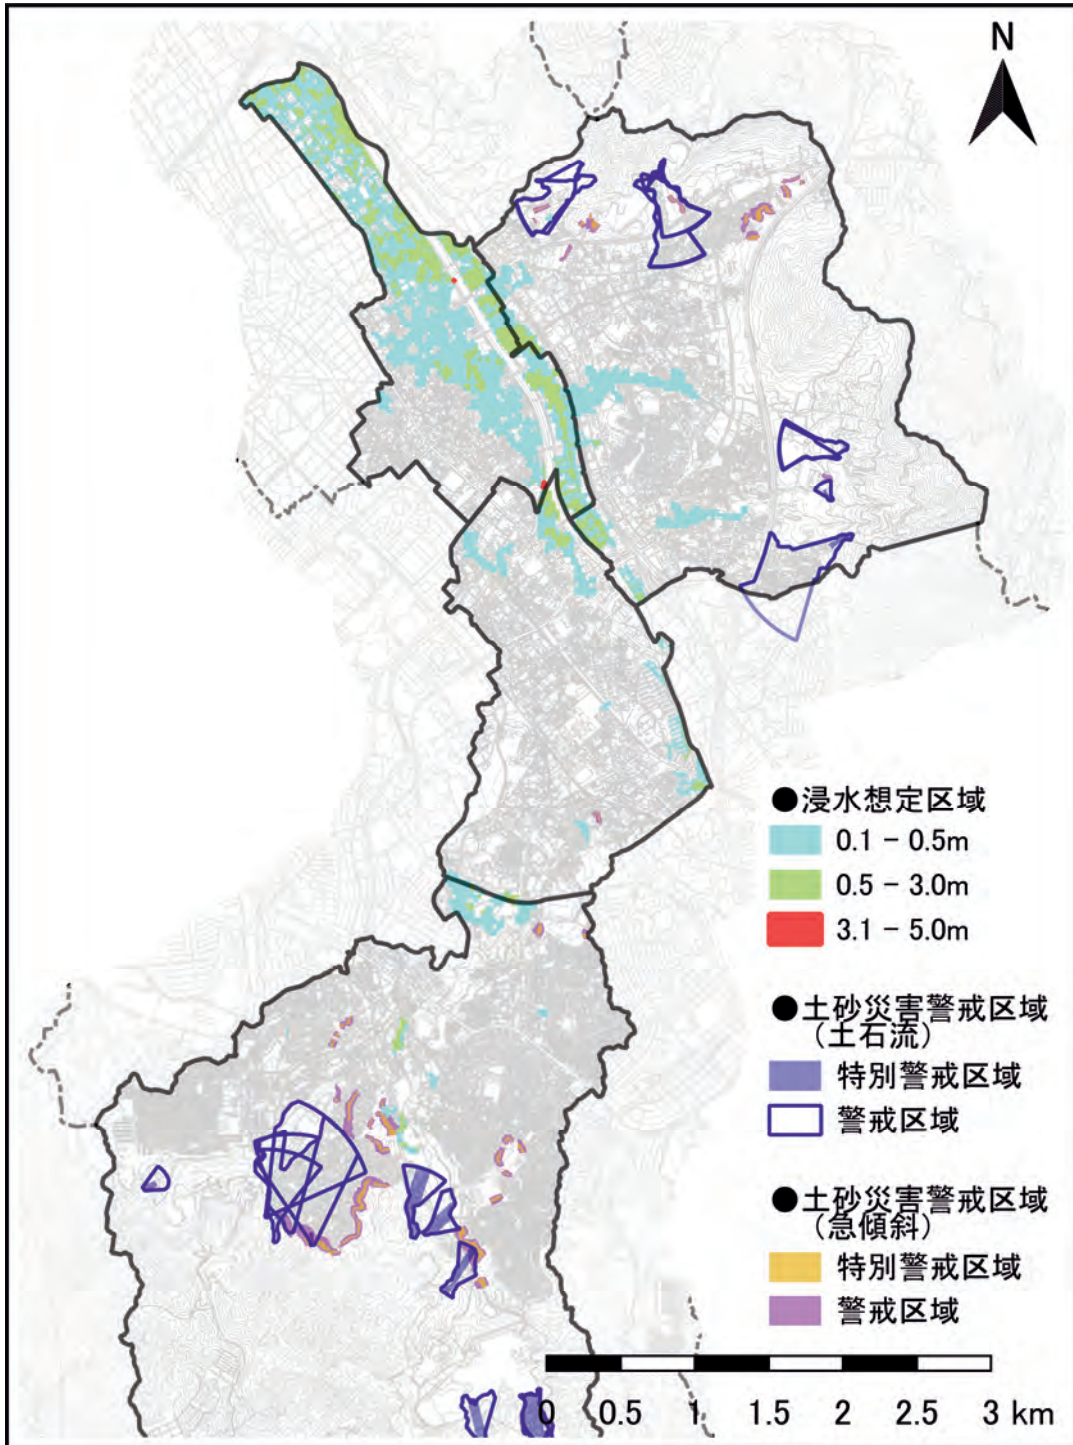 N
●浸水想定区域
0.1 - 0.5m
0.5 - 3.0m
3.1 - 5.0m
●土砂災害警戒区域
(土石流)
特別警戒区域
警戒区域
●土砂災害警戒区域
(急傾斜)
特別警戒区域
警戒区域
0 0.5 1 1.5 2 2.5 3 km